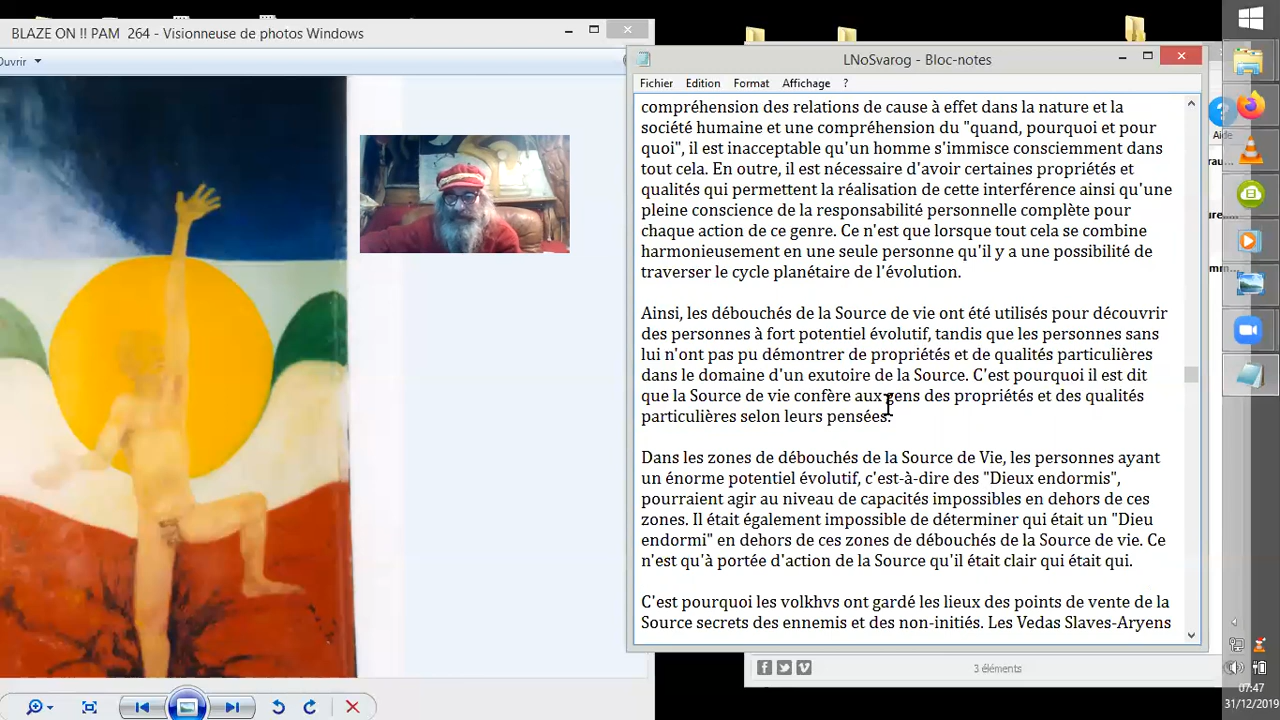 BLAZE ON !! PAM  264 - Visionneuse de photos Windows
Ouvrir
LNoSvarog - Bloc-notes
Fichier Edition Format Affichage ?
compréhension des relations de cause à effet dans la nature et la
société humaine et une compréhension du "quand, pourquoi et pour
quoi", il est inacceptable qu'un homme s'immisce consciemment dans
tout cela. En outre, il est nécessaire d'avoir certaines propriétés et
qualités qui permettent la réalisation de cette interférence ainsi qu'une
pleine conscience de la responsabilité personnelle complète pour
chaque action de ce genre. Ce n'est que lorsque tout cela se combine
harmonieusement en une seule personne qu'il y a une possibilité de
traverser le cycle planétaire de l'évolution.
Ainsi, les débouchés de la Source de vie ont été utilisés pour découvrir
des personnes à fort potentiel évolutif, tandis que les personnes sans
lui n'ont pas pu démontrer de propriétés et de qualités particulières
dans le domaine d'un exutoire de la Source. C'est pourquoi il est dit
que la Source de vie confère aux gens des propriétés et des qualités
particulières selon leurs pensées.
Dans les zones de débouchés de la Source de Vie, les personnes ayant
un énorme potentiel évolutif, c'est-à-dire des "Dieux endormis",
pourraient agir au niveau de capacités impossibles en dehors de ces
zones. Il était également impossible de déterminer qui était un "Dieu
endormi" en dehors de ces zones de débouchés de la Source de vie. Ce
n'est qu'à portée d'action de la Source qu'il était clair qui était qui.
C'est pourquoi les volkhvs ont gardé les lieux des points de vente de la
Source secrets des ennemis et des non-initiés. Les Vedas Slaves-Aryens
Aide
3 éléments
07:47
31/12/2019